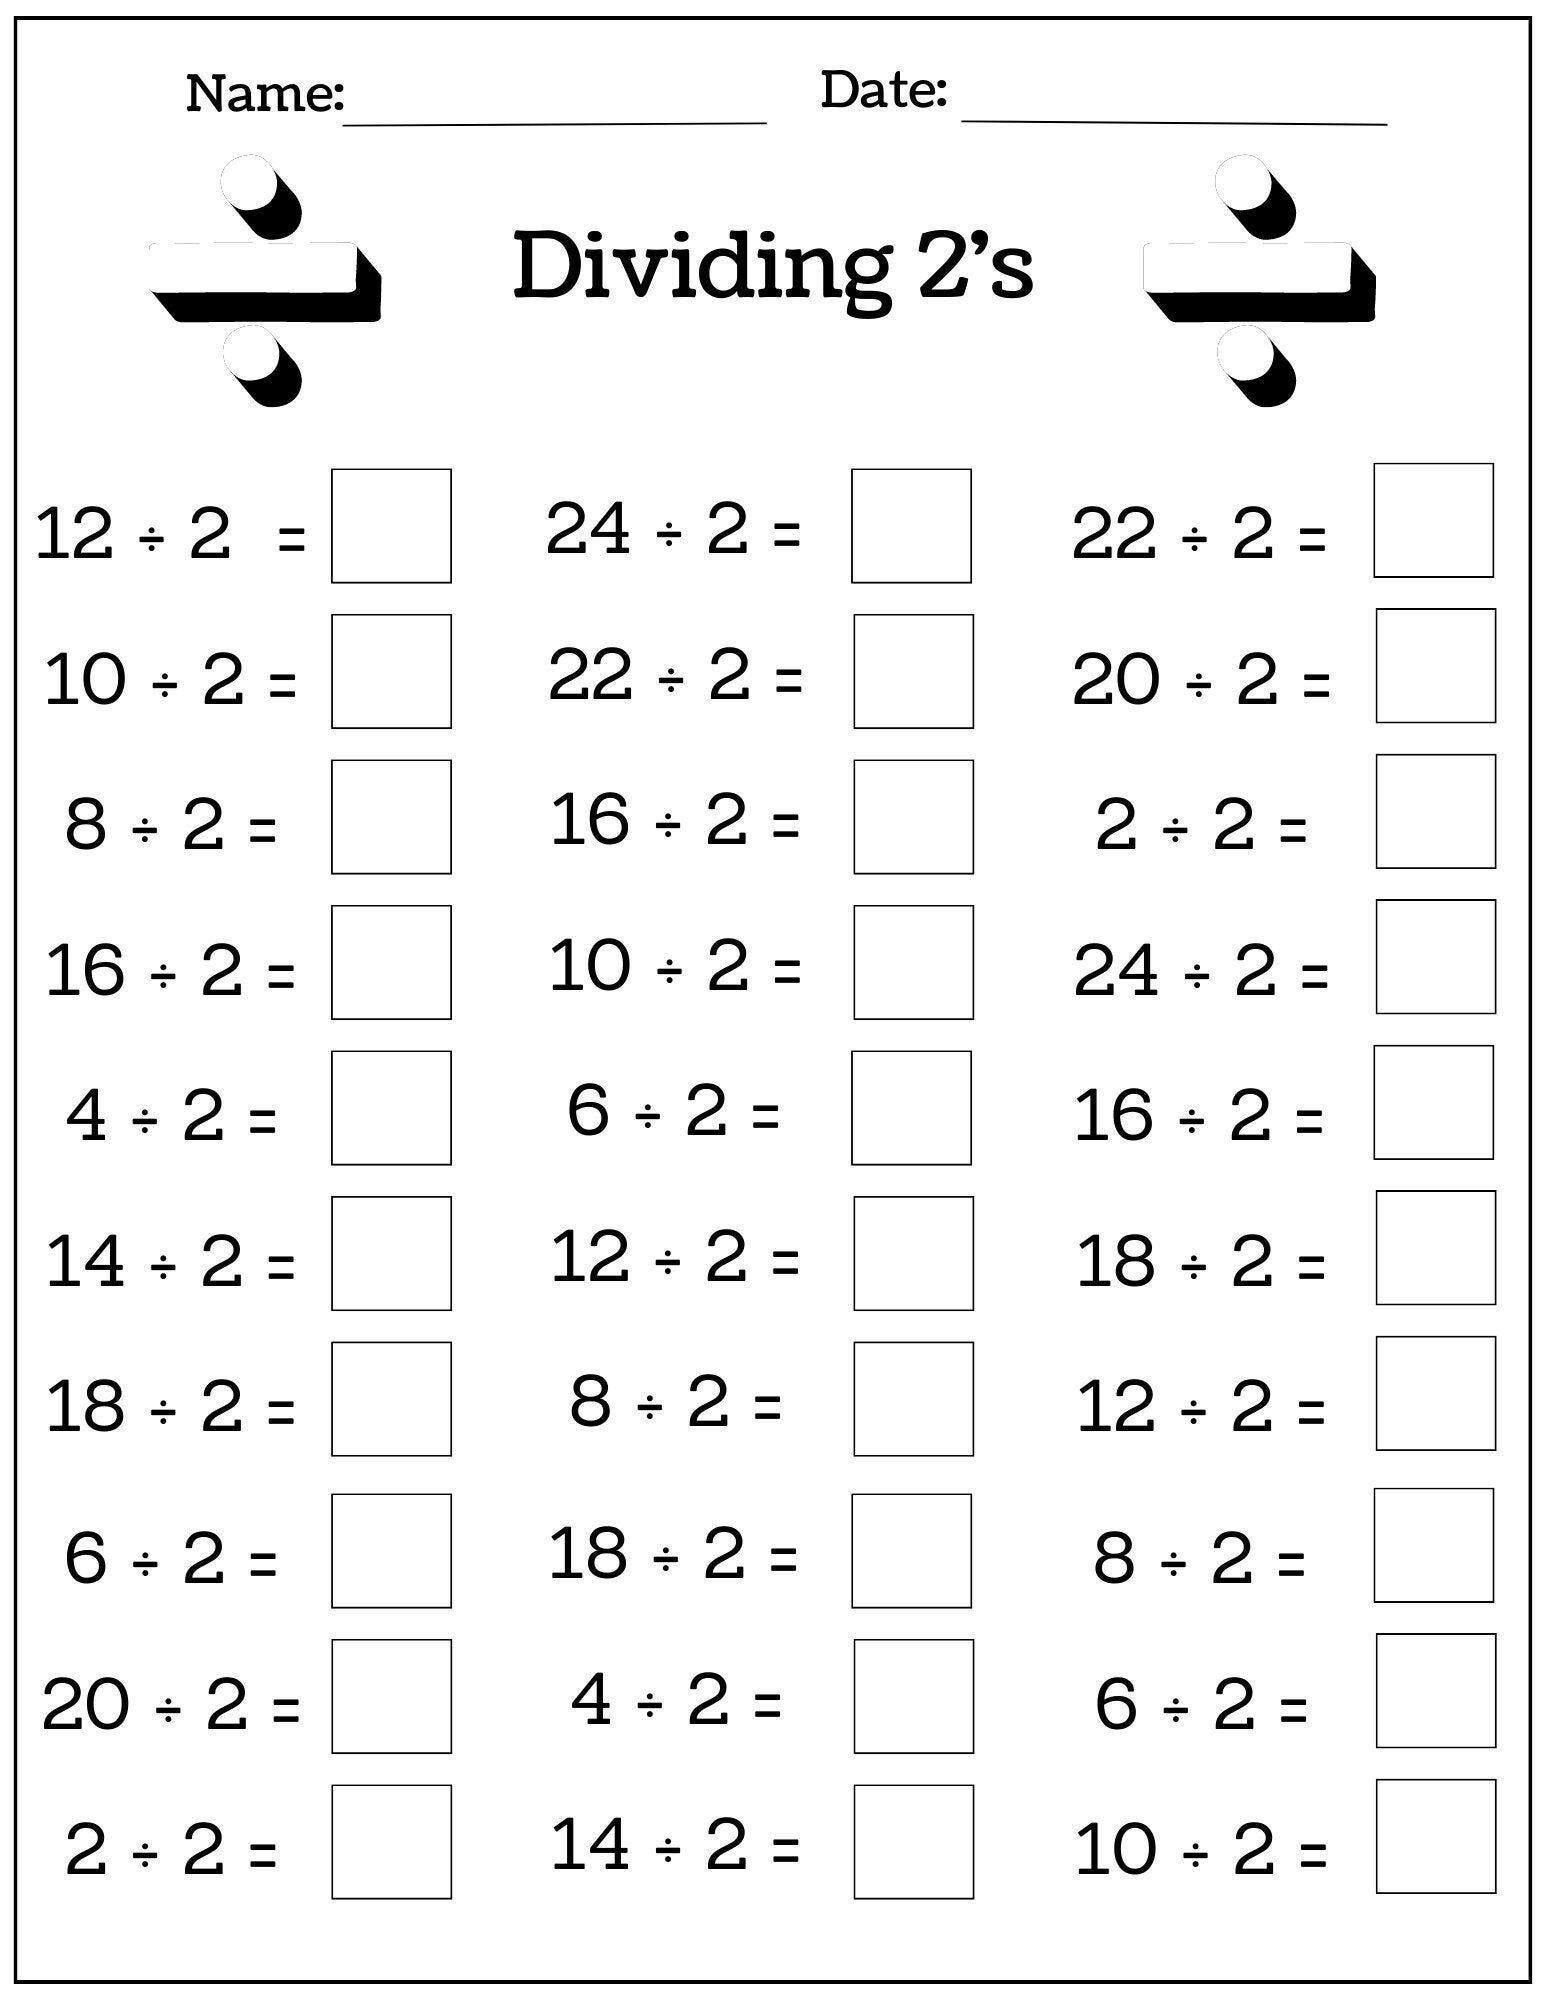 Name: Date:
Dividing 2's
12 ÷ 2 = 24 ÷ 2 = 22 ÷ 2 =
10 ÷ 2 = 22 ÷ 2 = 20 ÷ 2 =
8 ÷ 2 = 16 ÷ 2 = 2 ÷ 2 =
16 ÷ 2 = 10 ÷ 2 = 24 ÷ 2 =
4 ÷ 2 = 6 ÷ 2 = 16 ÷ 2 =
14 ÷ 2 = 12 ÷ 2 = 18 ÷ 2 =
18 ÷ 2 = 8 ÷ 2 = 12 ÷ 2 =
6 ÷ 2 = 18 ÷ 2 = 8 ÷ 2 =
20 ÷ 2 = 4 ÷ 2 = 6 ÷ 2 =
2 ÷ 2 = 14 ÷ 2 = 10 ÷ 2 =